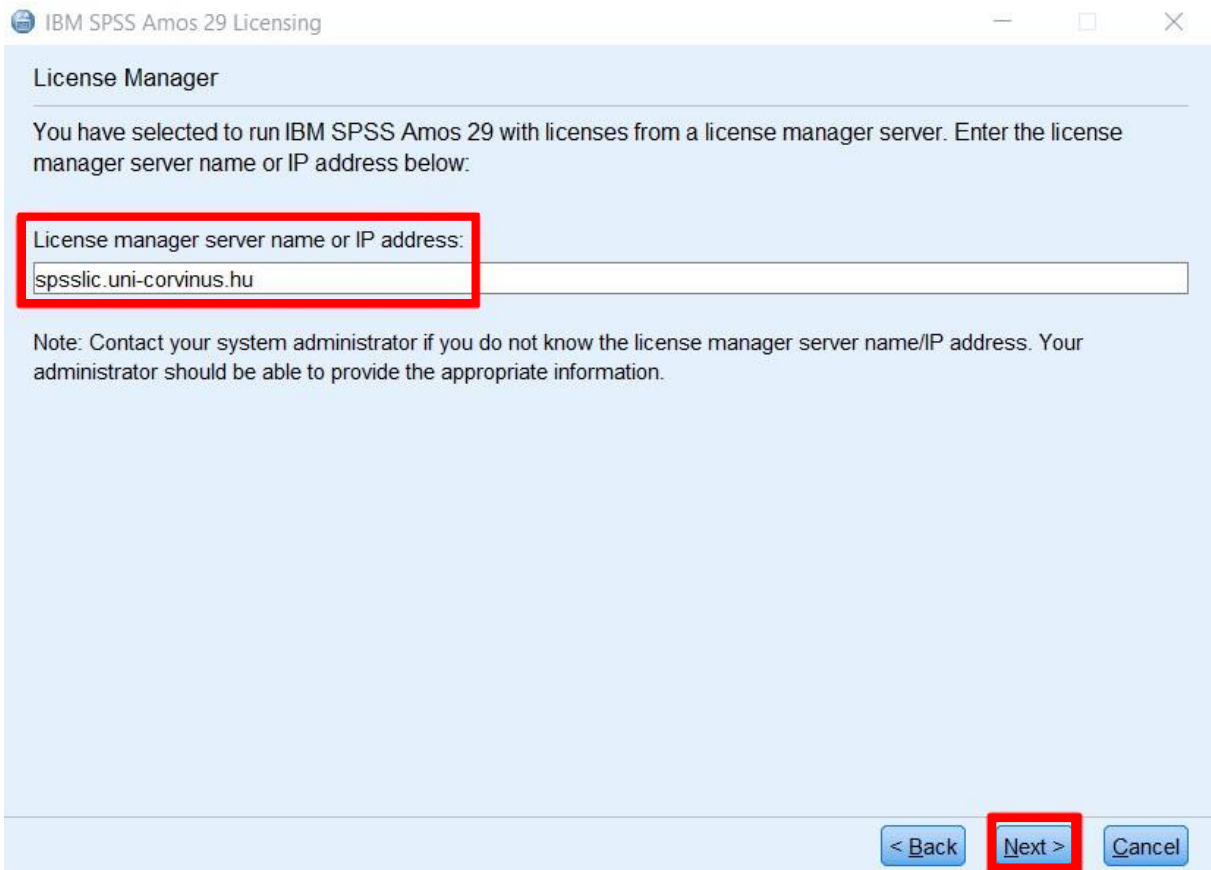 IBM SPSS Amos 29 Licensing
License Manager
You have selected to run IBM SPSS Amos 29 with licenses from a license manager server. Enter the license
manager server name or IP address below:
License manager server name or IP address:
spsslic.uni-corvinus.hu
Note: Contact your system administrator if you do not know the license manager server name/IP address. Your
administrator should be able to provide the appropriate information.
< Back Next > Cancel